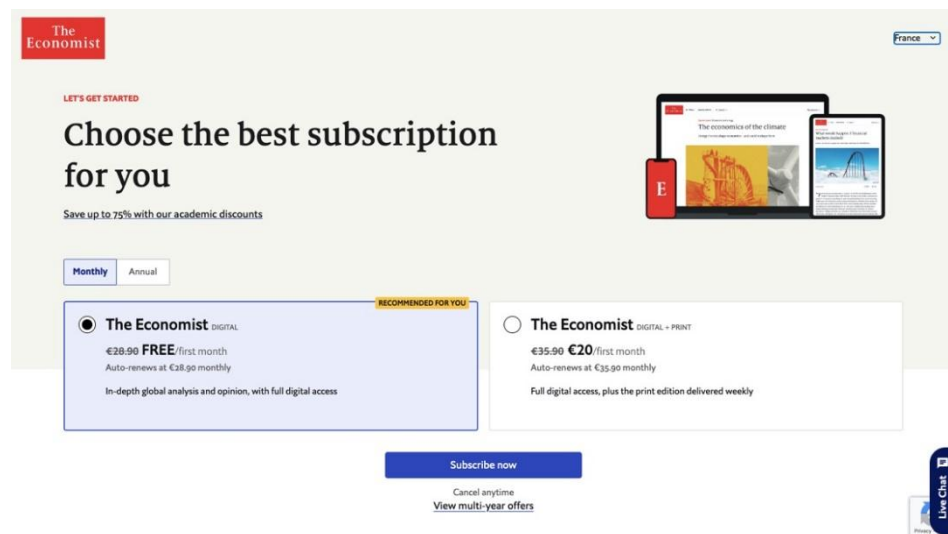 The
Economist
France
LET'S GET STARTED
Choose the best subscription
for you
Save up to 75% with our academic discounts
The economics of the climate
E
Monthly
Annual
RECOMMENDED FOR YOU
The Economist DIGITAL
€28.90 FREE/first month
Auto-renews at €28.90 monthly
In-depth global analysis and opinion, with full digital access
The Economist DIGITAL + PRINT
€35.90 €20/first month
Auto-renews at €35.90 monthly
Full digital access, plus the print edition delivered weekly
Subscribe now
Cancel anytime
View multi-year offers
Live Chat
Privacy